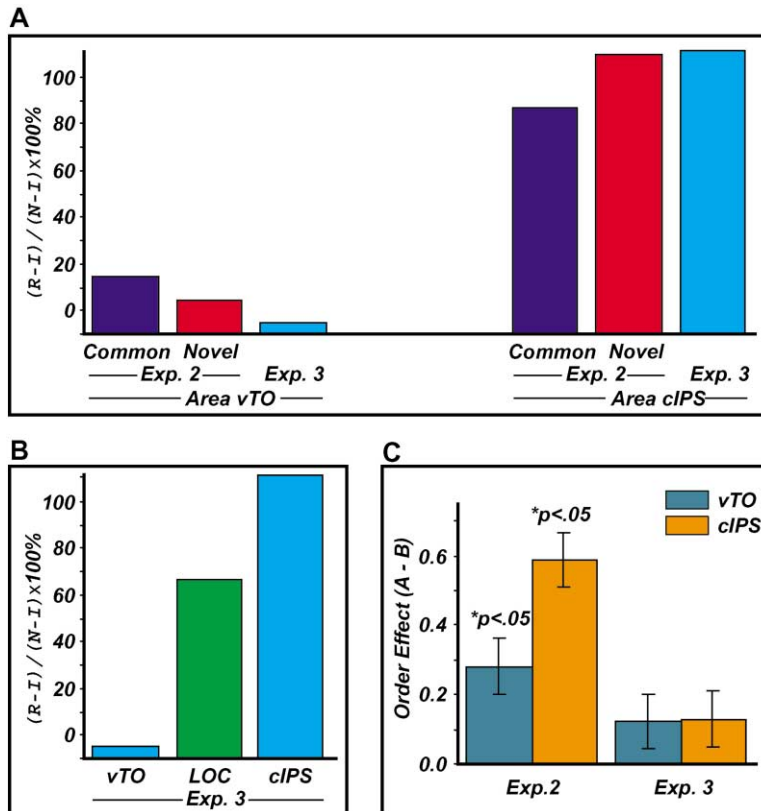 A
(R-I)/(N-I)x100%
100
80
60
40
20
0
Common Novel
Exp. 2 Exp. 3
Area vTO
Common Novel
Exp. 2 Exp. 3
Area cIPS
B
(R-I)/(N-I)x100%
100
80
60
40
20
0
vTO LOC cIPS
Exp. 3
C
vTO
cIPS
Order Effect (A - B)
0.6
0.4
0.2
0.0
*p<.05
*p<.05
Exp.2 Exp. 3